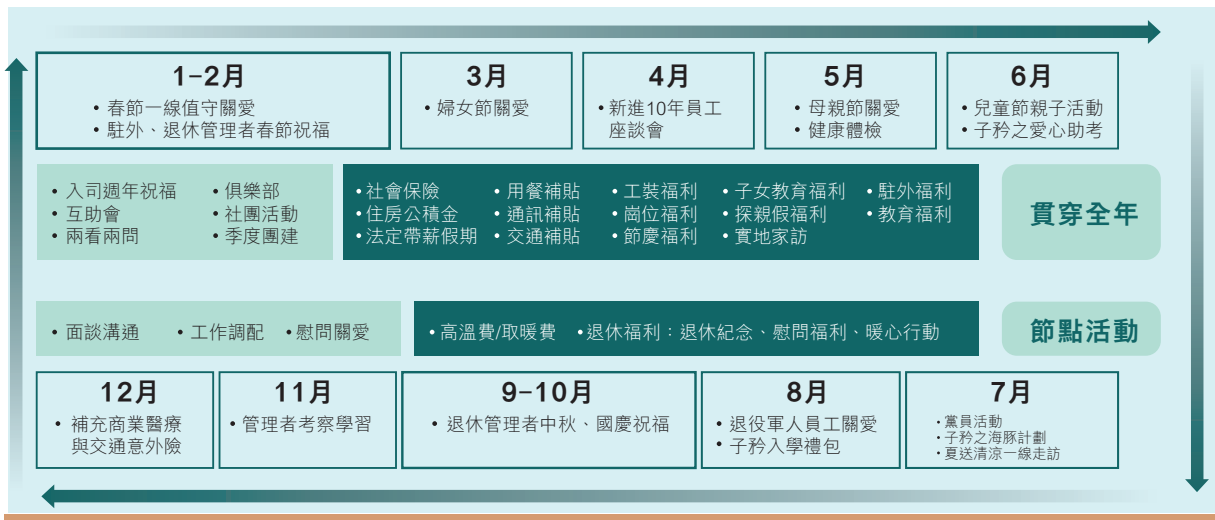 1-2月
• 春節一線值守關愛
• 駐外、退休管理者春節祝福
3月
• 婦女節關愛
4月
• 新進10年員工
座談會
5月
• 母親節關愛
• 健康體檢
6月
• 兒童節親子活動
• 子矜之愛心助考
• 入司週年祝福
• 互助會
• 兩看兩問
• 俱樂部
• 社團活動
• 季度團建
• 社會保險
• 住房公積金
• 法定帶薪假期
• 用餐補貼
• 通訊補貼
• 交通補貼
• 工裝福利
• 崗位福利
• 節慶福利
• 子女教育福利
• 探親假福利
• 實地家訪
• 駐外福利
• 教育福利
貫穿全年
• 面談溝通
• 工作調配
• 慰問關愛
• 高溫費/取暖費
• 退休福利：退休紀念、慰問福利、暖心行動
節點活動
12月
• 補充商業醫療
與交通意外險
11月
• 管理者考察學習
9-10月
• 退休管理者中秋、國慶祝福
8月
• 退役軍人員工關愛
• 子矜入學禮包
7月
• 黨員活動
• 子矜之海豚計劃
• 夏送清涼一線走訪